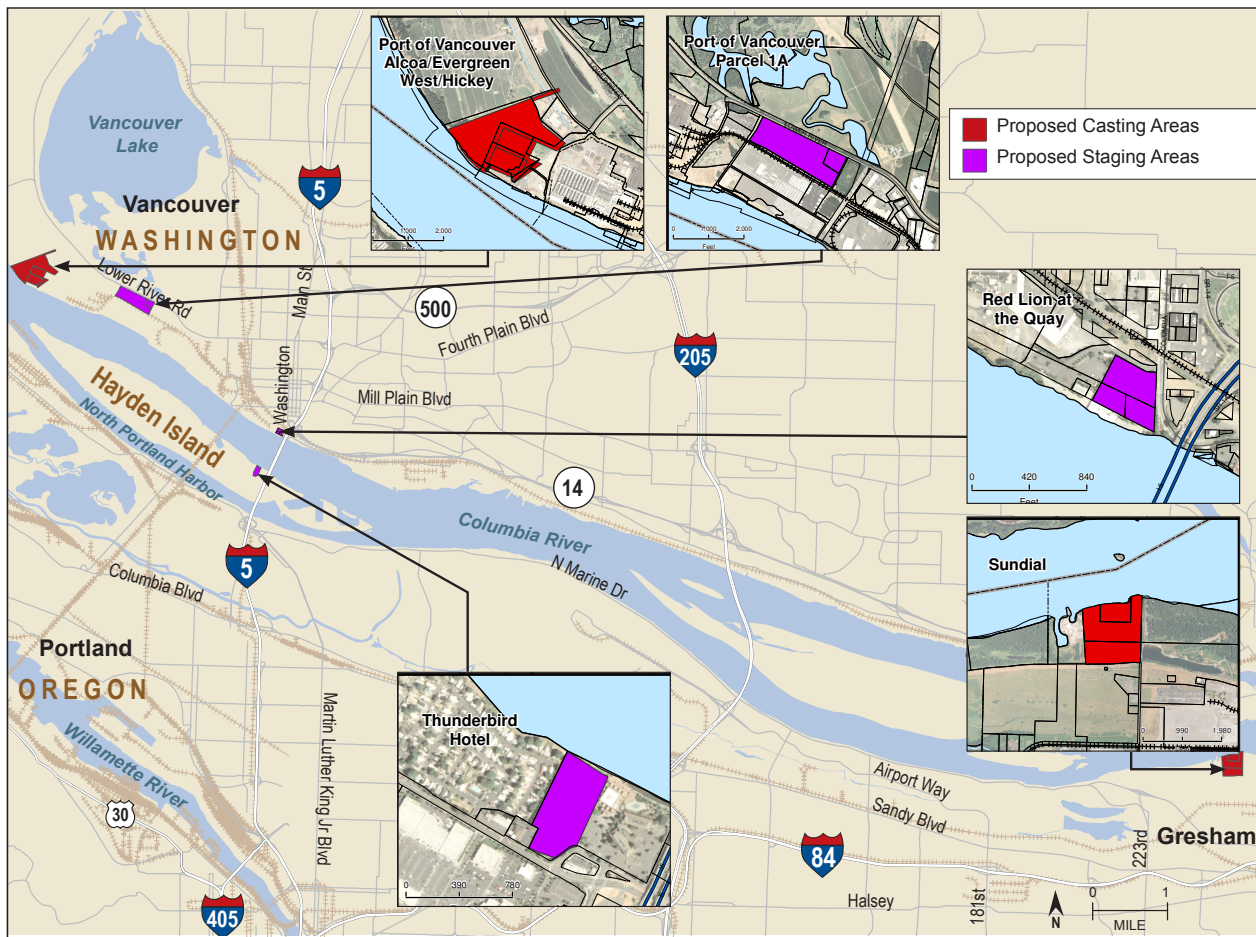 Port of Vancouver
Alcoa/Evergreen
West/Hickey
1,000 2,000
Feet
Port of Vancouver
Parcel 1A
1,000 2,000
Feet
Proposed Casting Areas
Proposed Staging Areas
Vancouver
Lake
5
Vancouver
WASHINGTON
Lower River Rd
Main St
500
Fourth Plain Blvd
205
Red Lion at
the Quay
0 420 840
Feet
Hayden Island
North Portland Harbor
Washington
Mill Plain Blvd
14
Columbia River
N Marine Dr
5
Columbia Blvd
Sundial
0 990 1,980
Portland
OREGON
Willamette River
Martin Luther King Jr Blvd
Thunderbird
Hotel
0 390 780
30
405
Airport Way
Sandy Blvd
84
Halsey
181st
223rd
Gresham
N
0 1
MILE